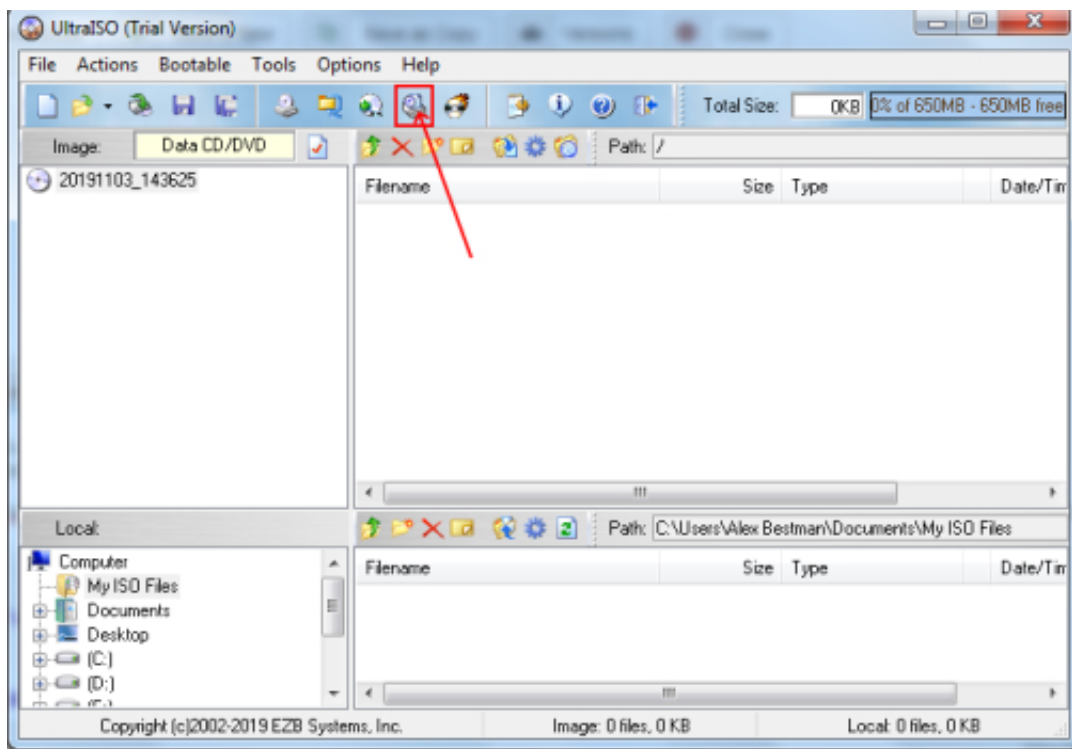 UltraISO (Trial Version)
File Actions Bootable Tools Options Help
Total Size: 0KB 0% of 650MB - 650MB free
Image: Data CD/DVD
Path: /
20191103_143625
Filename Size Type Date/Tim
Local:
Path: C:\Users\Alex Bestman\Documents\My ISO Files
Computer
My ISO Files
Documents
Desktop
(C:)
(D:)
Filename Size Type Date/Tim
Copyright (c)2002-2019 EZB Systems, Inc. Image: 0 files, 0 KB Local: 0 files, 0 KB